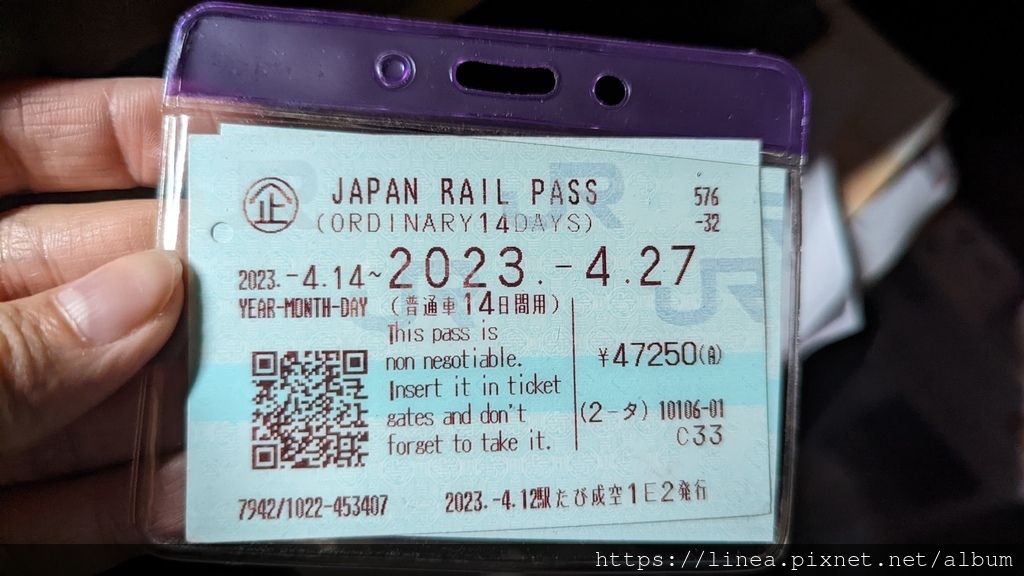 JAPAN RAIL PASS
576
(ORDINARY14DAYS)
-32
2023.-4.14~2023.-4.27
YEAR-MONTH-DAY (普通車14日間用)
This pass is
non negotiable.
Insert it in ticket
gates and don't
forget to take it.
¥47250(A)
(2-タ) 10106-01
C33
7942/1022-453407 2023.-4.12駅たび成空1E2発行
https://linea.pixnet.net/album